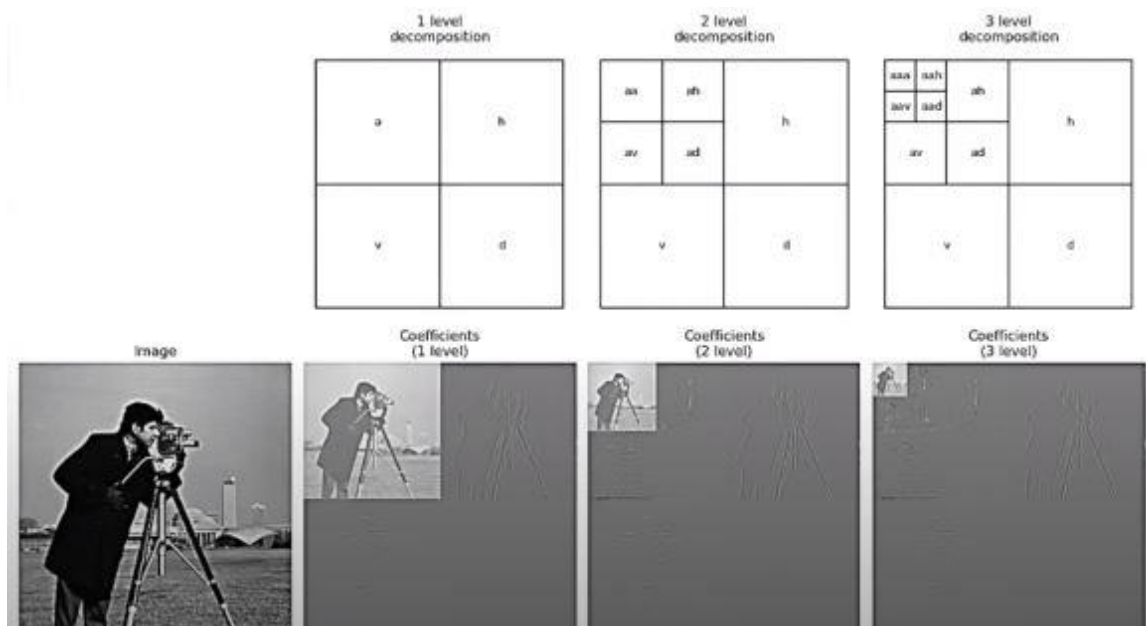 1 level
decomposition
2 level
decomposition
3 level
decomposition
a
h
v
d
aa
ah
h
av
ad
v
d
aaa
aah
ah
h
aav
aad
av
ad
v
d
Image
Coefficients
(1 level)
Coefficients
(2 level)
Coefficients
(3 level)